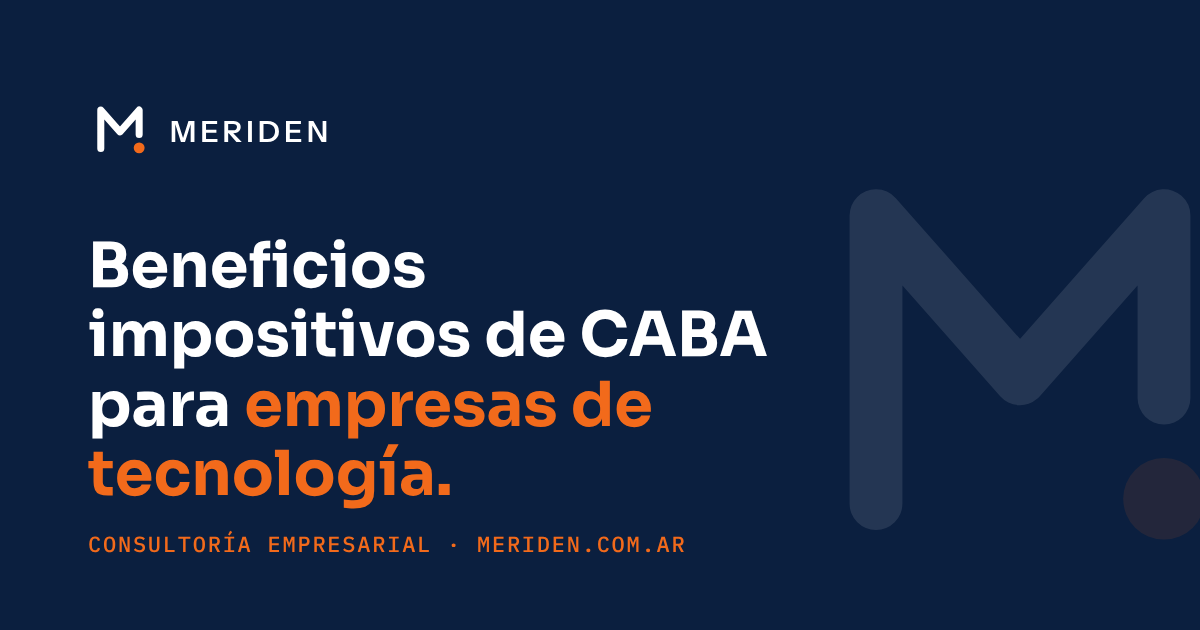 MERIDEN
Beneficios
impositivos de CABA
para empresas de
tecnología.
CONSULTORÍA EMPRESARIAL · MERIDEN.COM.AR